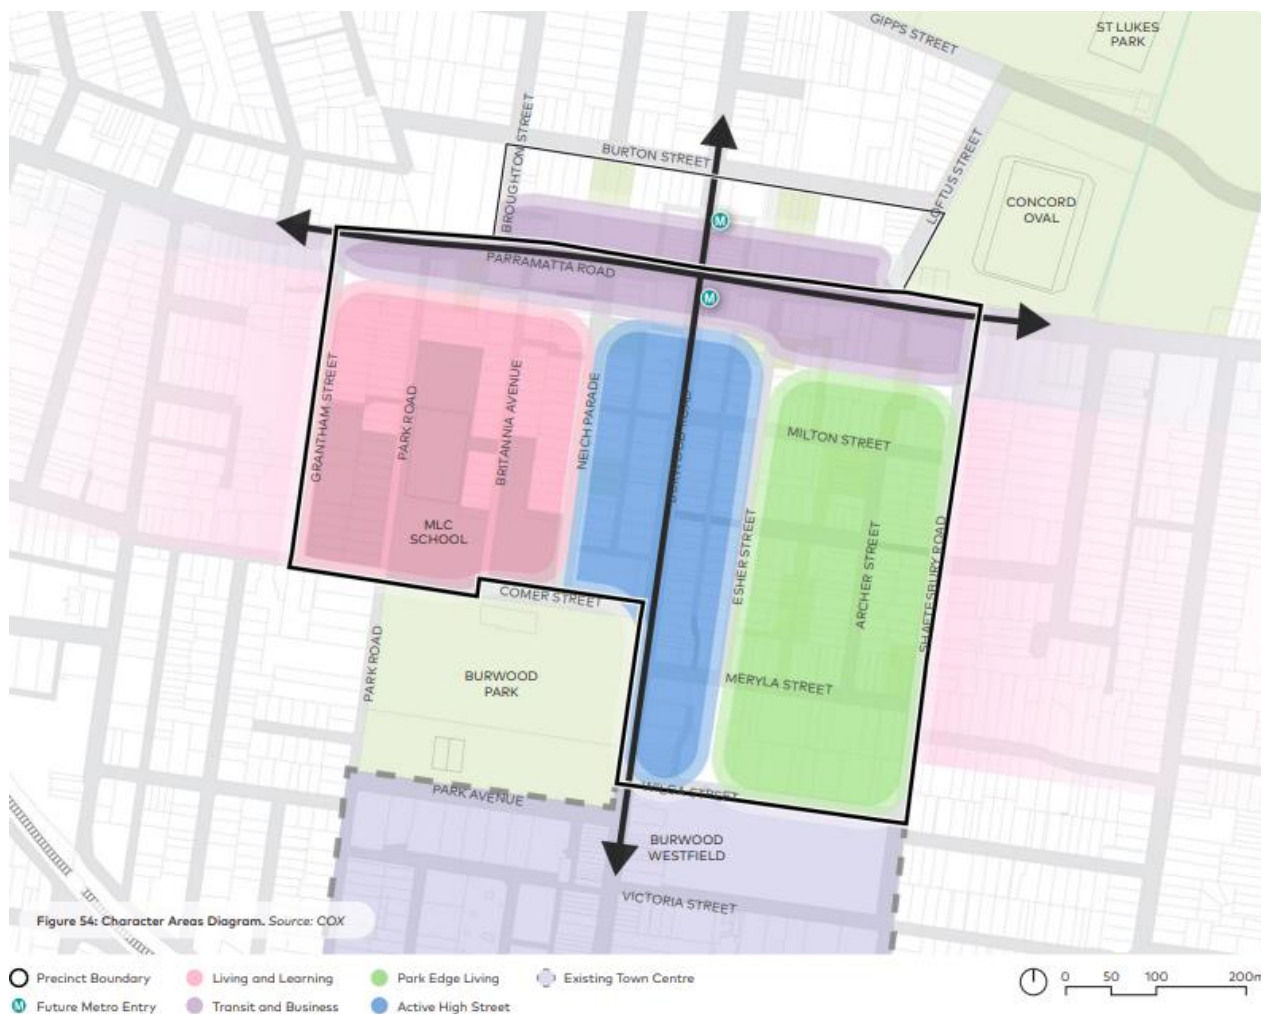 GIPPS STREET
ST LUKES
PARK
BROUGHTON STREET
BURTON STREET
LOFTUS STREET
CONCORD
OVAL
M
PARRAMATTA ROAD
M
GRANTHAM STREET
PARK ROAD
BRITANNIA AVENUE
NEICH PARADE
BURWOOD ROAD
MILTON STREET
MLC
SCHOOL
ESHER STREET
ARCHER STREET
SHAFTESBURY ROAD
COMER STREET
PARK ROAD
BURWOOD
PARK
MERYLA STREET
PARK AVENUE
WILGA STREET
BURWOOD
WESTFIELD
VICTORIA STREET
Figure 54: Character Areas Diagram. Source: COX
Precinct Boundary
Living and Learning
Park Edge Living
Existing Town Centre
M Future Metro Entry
Transit and Business
Active High Street
0 50 100 200m